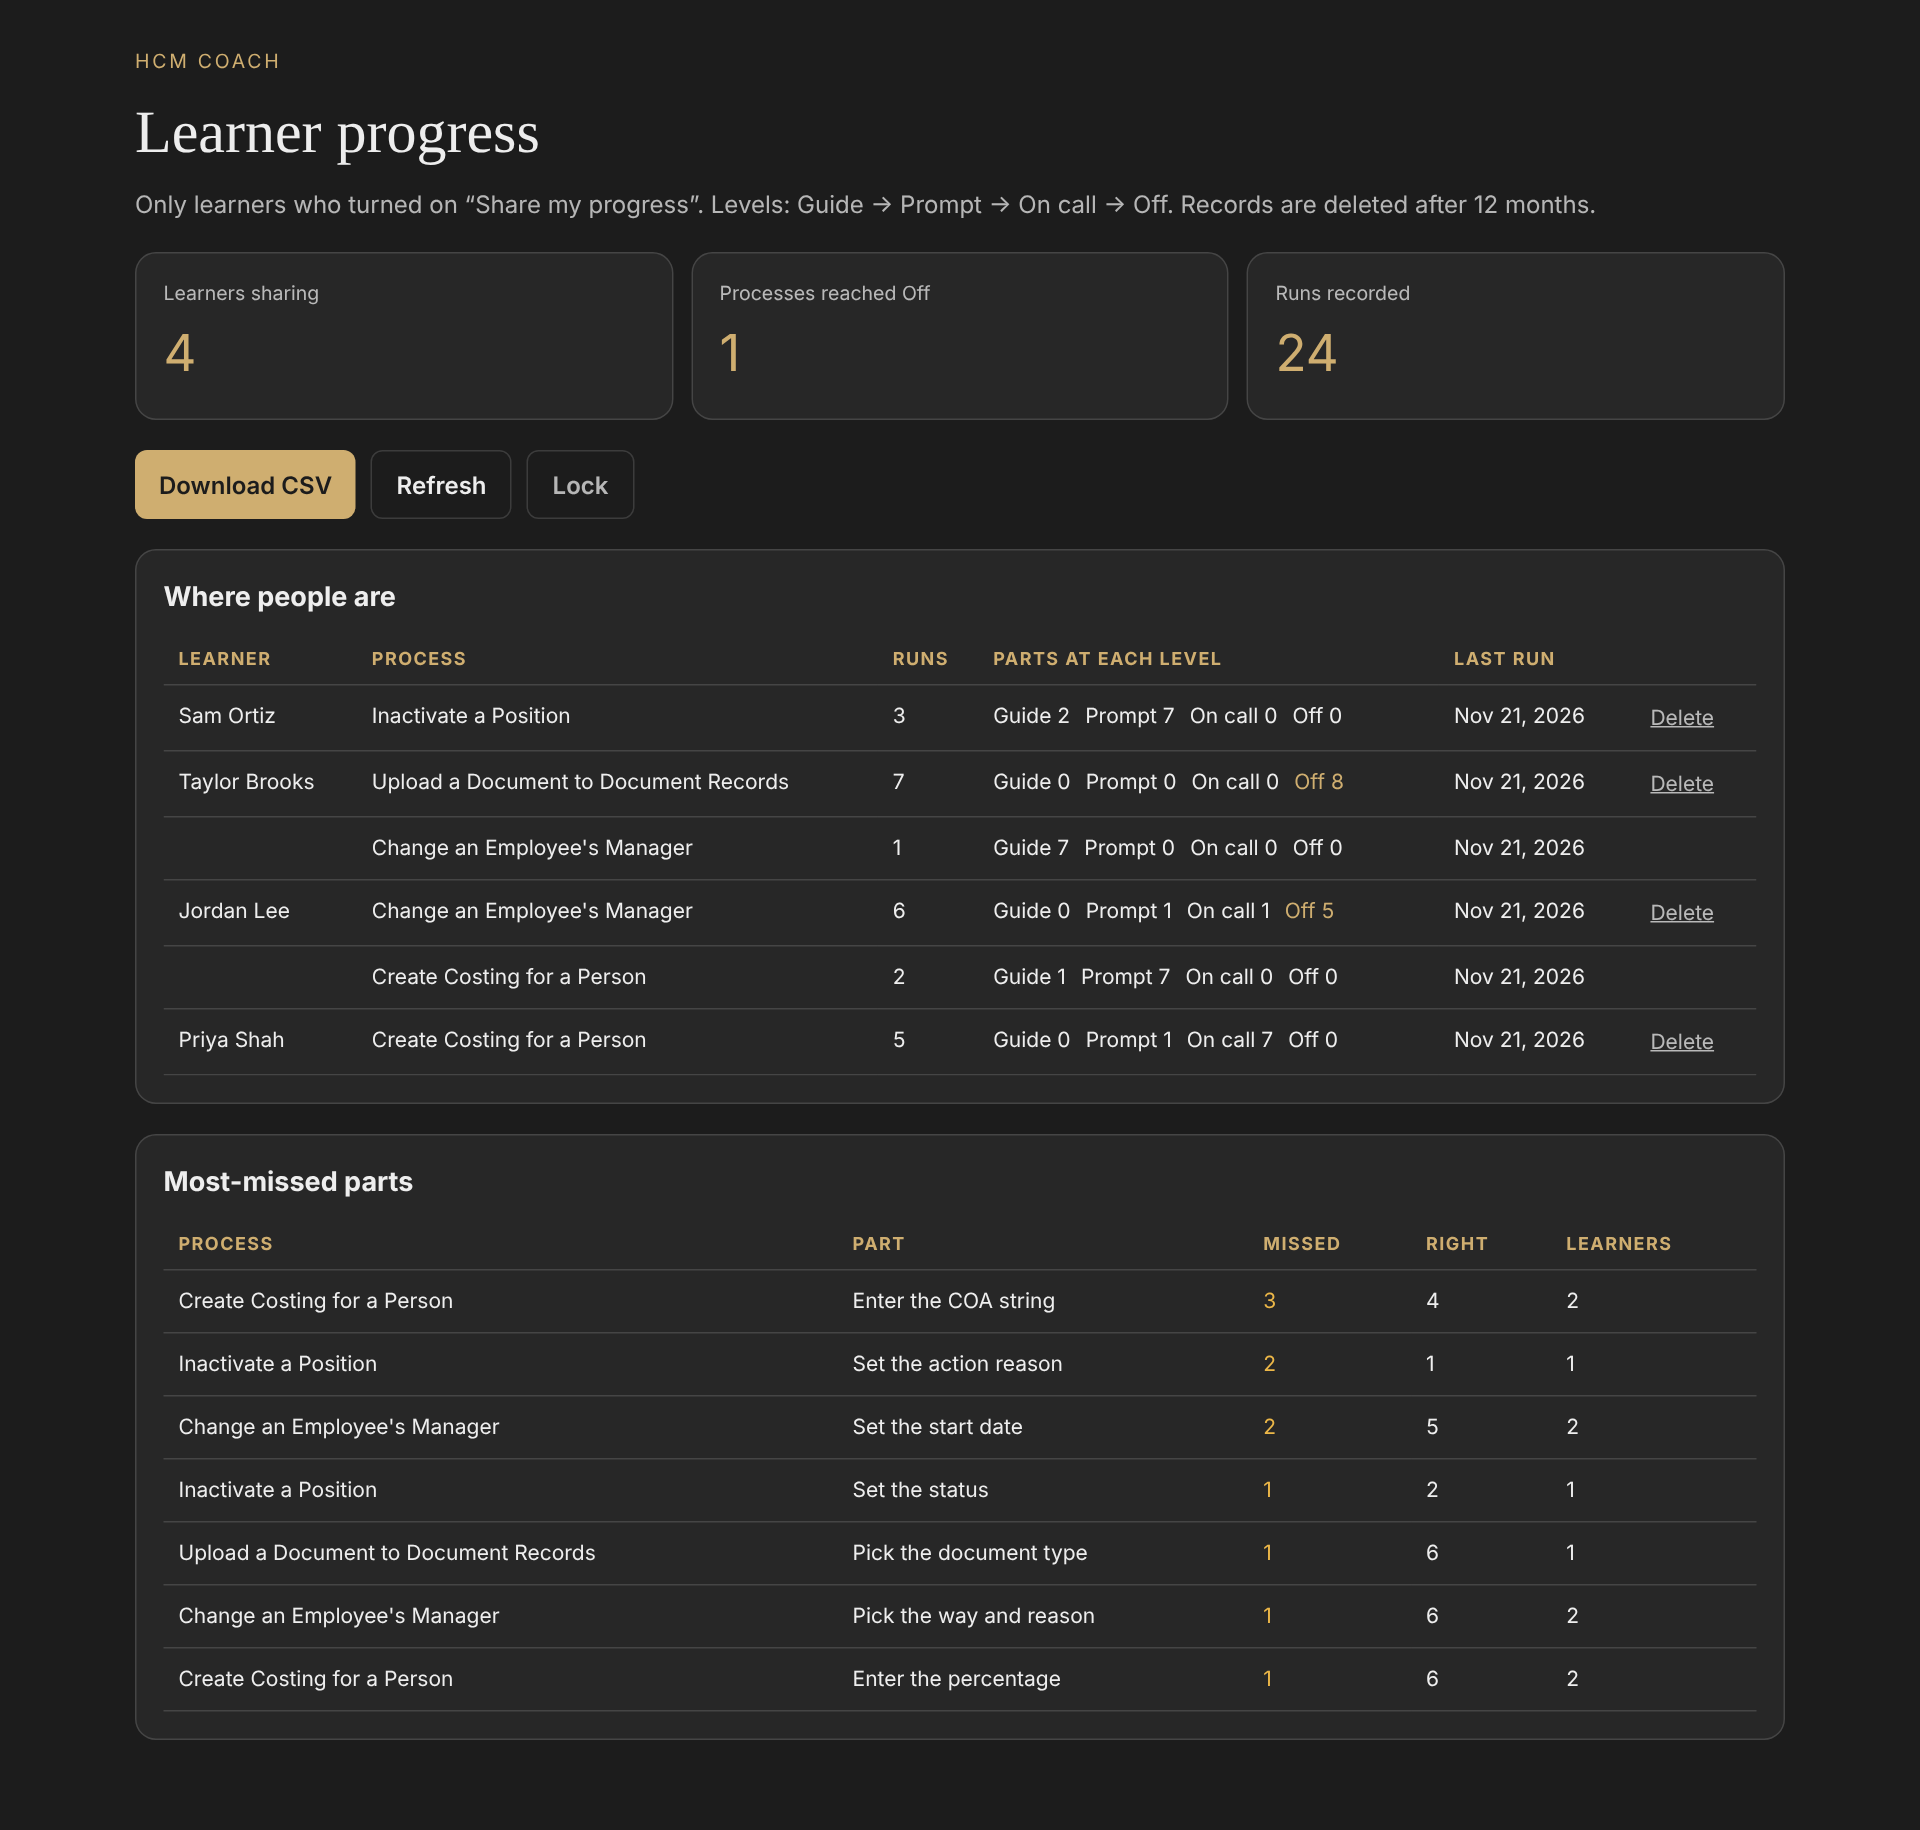 HCM COACH
Learner progress
Only learners who turned on “Share my progress”. Levels: Guide → Prompt → On call → Off. Records are deleted after 12 months.
Learners sharing Processes reached Off Runs recorded
4 1 24
Download CSV Refresh Lock
Where people are
LEARNER PROCESS RUNS PARTS AT EACH LEVEL LAST RUN
Sam Ortiz Inactivate a Position 3 Guide 2 Prompt 7 On call 0 Off 0 Nov 21, 2026 Delete
Taylor Brooks Upload a Document to Document Records 7 Guide 0 Prompt 0 On call 0 Off 8 Nov 21, 2026 Delete
Change an Employee's Manager 1 Guide 7 Prompt 0 On call 0 Off 0 Nov 21, 2026
Jordan Lee Change an Employee's Manager 6 Guide 0 Prompt 1 On call 1 Off 5 Nov 21, 2026 Delete
Create Costing for a Person 2 Guide 1 Prompt 7 On call 0 Off 0 Nov 21, 2026
Priya Shah Create Costing for a Person 5 Guide 0 Prompt 1 On call 7 Off 0 Nov 21, 2026 Delete
Most-missed parts
PROCESS PART MISSED RIGHT LEARNERS
Create Costing for a Person Enter the COA string 3 4 2
Inactivate a Position Set the action reason 2 1 1
Change an Employee's Manager Set the start date 2 5 2
Inactivate a Position Set the status 1 2 1
Upload a Document to Document Records Pick the document type 1 6 1
Change an Employee's Manager Pick the way and reason 1 6 2
Create Costing for a Person Enter the percentage 1 6 2